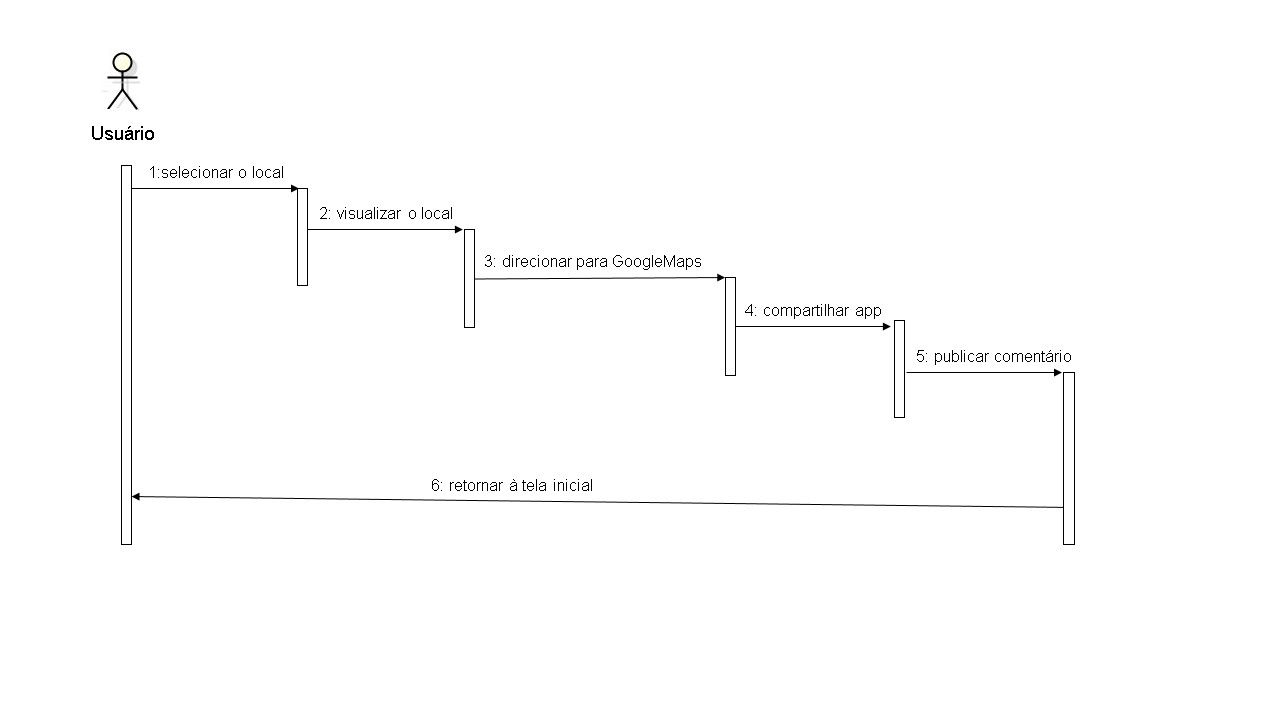 Usuário
1:selecionar o local
2: visualizar o local
3: direcionar para GoogleMaps
4: compartilhar app
5: publicar comentário
6: retornar à tela inicial